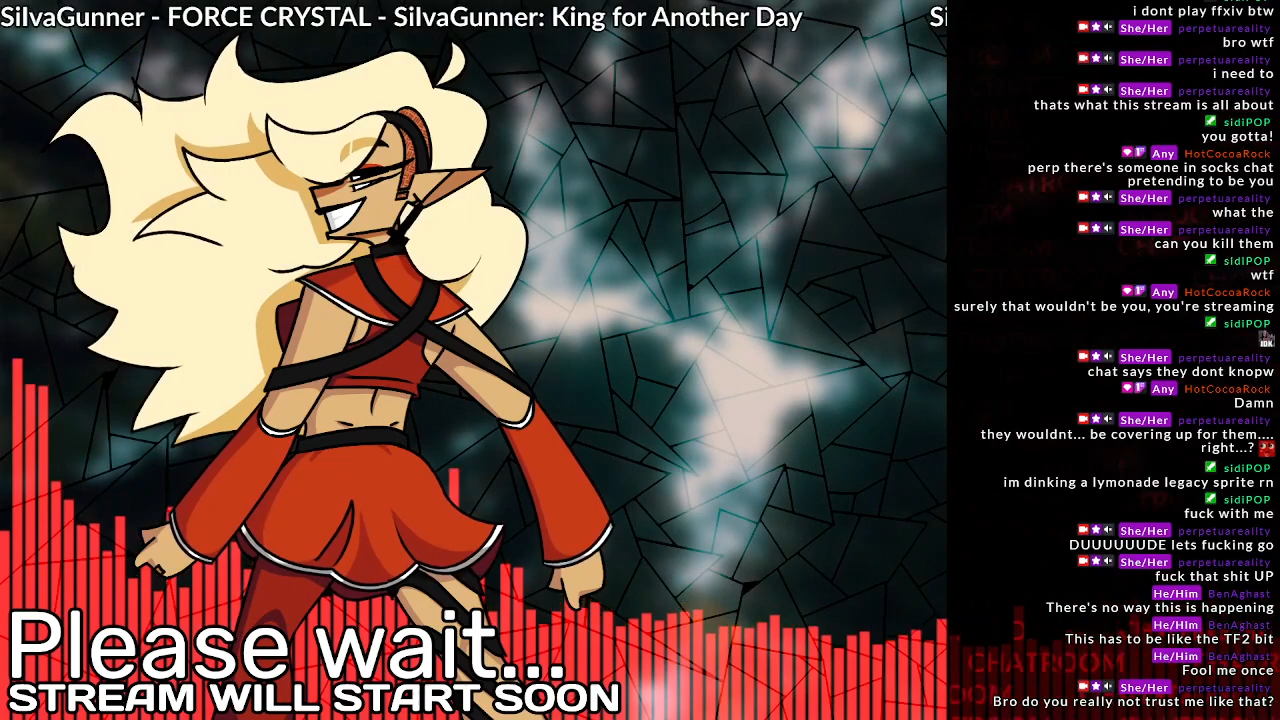 SilvaGunner - FORCE CRYSTAL - SilvaGunner: King for Another Day
Si
i dont play ffxiv btw
She/Her perpetuareality
bro wtf
She/Her perpetuareality
i need to
She/Her perpetuareality
thats what this stream is all about
sidiPOP
you gotta!
Any HotCocoaRock
perp there's someone in socks chat
pretending to be you
She/Her perpetuareality
what the
She/Her perpetuareality
can you kill them
sidiPOP
wtf
Any HotCocoaRock
surely that wouldn't be you, you're streaming
sidiPOP
IDK
She/Her perpetuareality
chat says they dont knopw
Any HotCocoaRock
Damn
She/Her perpetuareality
they wouldnt... be covering up for them....
right...?
sidiPOP
im dinking a lymonade legacy sprite rn
sidiPOP
fuck with me
She/Her perpetuareality
DUUUUUUDE lets fucking go
She/Her perpetuareality
fuck that shit UP
He/Him BenAghast
There's no way this is happening
He/Him BenAghast
This has to be like the TF2 bit
He/Him BenAghast
Fool me once
She/Her perpetuareality
Bro do you really not trust me like that?
CHATROOM
Please wait...
STREAM WILL START SOON